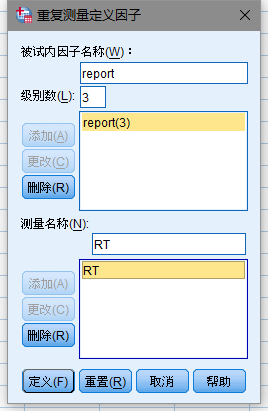 重复测量定义因子
被试内因子名称(W)：
report
级别数(L): 3
添加(A)
更改(C)
删除(R)
report(3)
测量名称(N):
RT
添加(A)
更改(C)
删除(R)
RT
定义(F) 重置(R) 取消 帮助